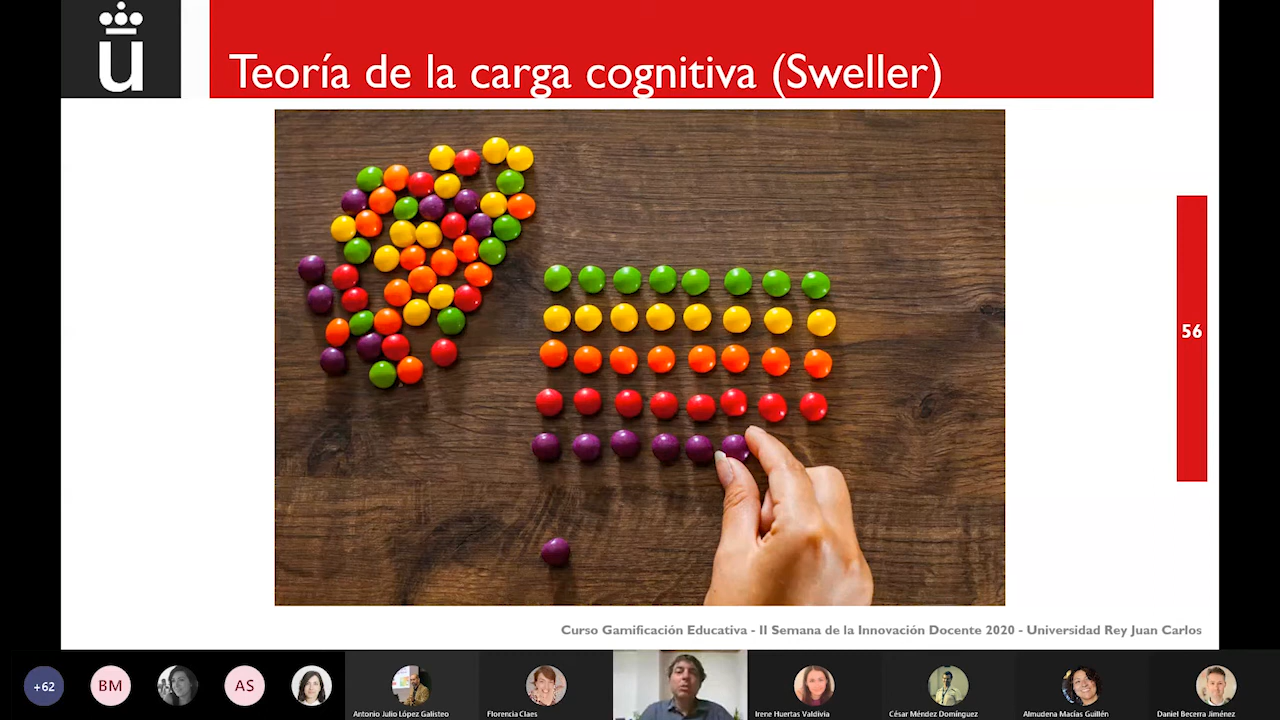 u
Teoría de la carga cognitiva (Sweller)
56
Curso Gamificación Educativa - II Semana de la Innovación Docente 2020 - Universidad Rey Juan Carlos
+62
BM
AS
Antonio Julio López Galisteo
Florencia Claes
Irene Huertas Valdivia
César Méndez Domínguez
Almudena Macías Guillén
Daniel Becerra Jiménez